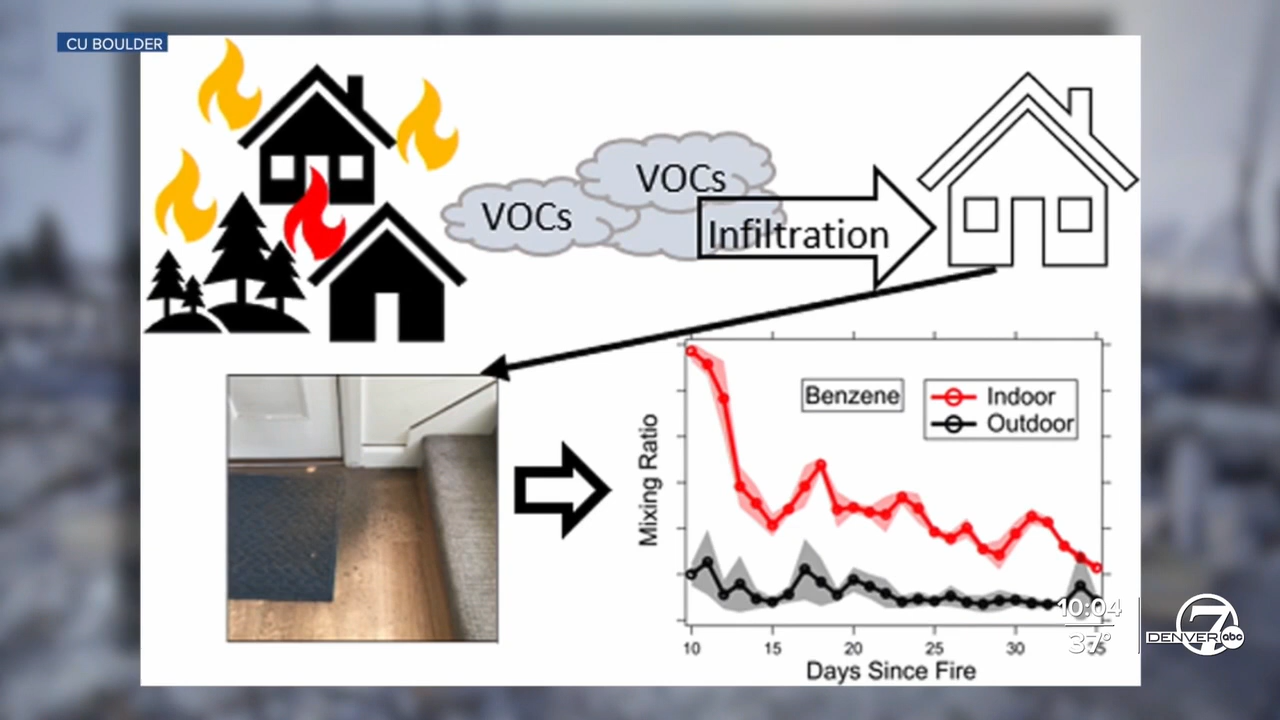 CU BOULDER
VOCs
VOCs
Infiltration
Benzene
Indoor
Outdoor
Mixing Ratio
10 15 20 25 30 35
Days Since Fire
10:04
37°
DENVER 7 abc